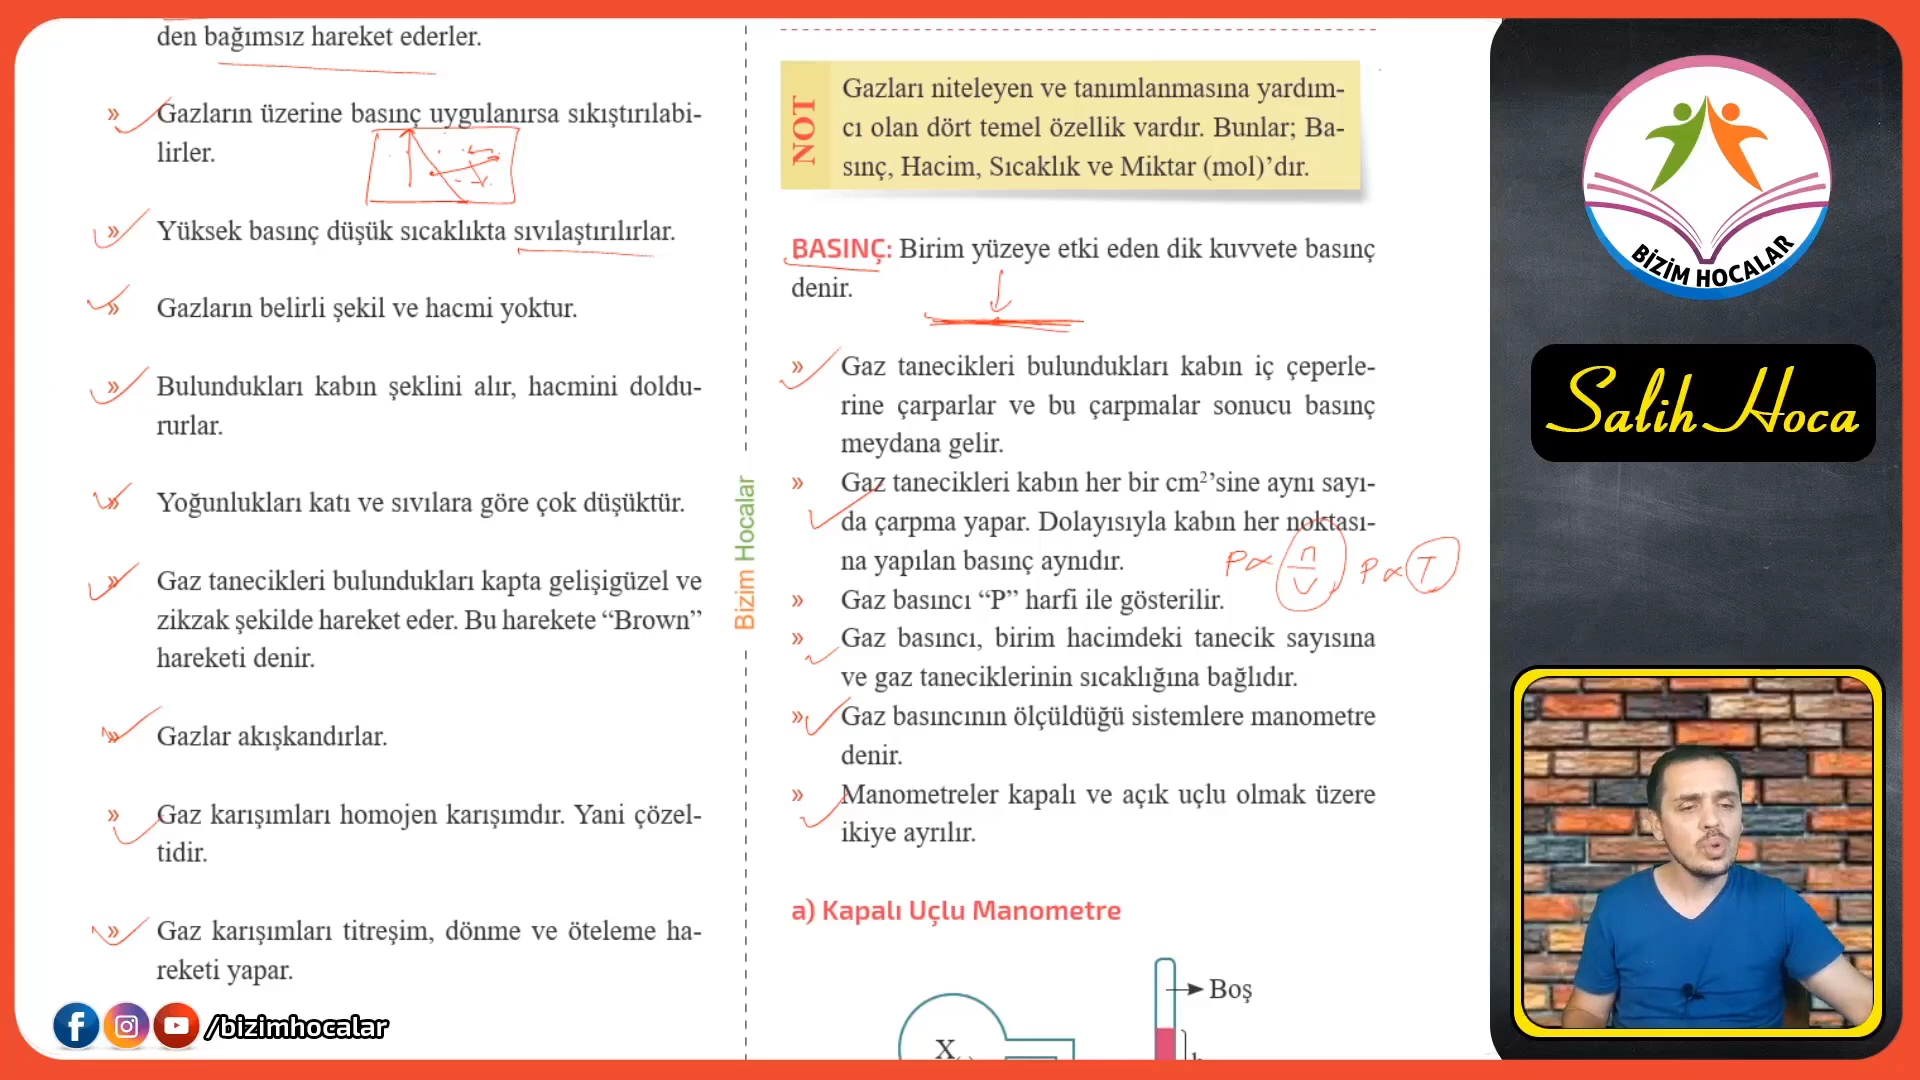 den bağımsız hareket ederler.
» Gazların üzerine basınç uygulanırsa sıkıştırılabi-
lirler.
» Yüksek basınç düşük sıcaklıkta sıvılaştırılırlar.
» Gazların belirli şekil ve hacmi yoktur.
» Bulundukları kabın şeklini alır, hacmini doldu-
rurlar.
» Yoğunlukları katı ve sıvılara göre çok düşüktür.
» Gaz tanecikleri bulundukları kapta gelişigüzel ve
zikzak şekilde hareket eder. Bu harekete “Brown”
hareketi denir.
» Gazlar akışkandırlar.
» Gaz karışımları homojen karışımdır. Yani çözel-
tidir.
» Gaz karışımları titreşim, dönme ve öteleme ha-
reketi yapar.
/bizimhocalar
Bizim Hocalar
NOT
Gazları niteleyen ve tanımlanmasına yardım-
cı olan dört temel özellik vardır. Bunlar; Ba-
sınç, Hacim, Sıcaklık ve Miktar (mol)’dır.
BASINÇ: Birim yüzeye etki eden dik kuvvete basınç
denir.
» Gaz tanecikleri bulundukları kabın iç çeperle-
rine çarparlar ve bu çarpmalar sonucu basınç
meydana gelir.
» Gaz tanecikleri kabın her bir cm²’sine aynı sayı-
da çarpma yapar. Dolayısıyla kabın her noktası-
na yapılan basınç aynıdır.
P∝ n/V P∝T
» Gaz basıncı “P” harfi ile gösterilir.
» Gaz basıncı, birim hacimdeki tanecik sayısına
ve gaz taneciklerinin sıcaklığına bağlıdır.
» Gaz basıncının ölçüldüğü sistemlere manometre
denir.
» Manometreler kapalı ve açık uçlu olmak üzere
ikiye ayrılır.
a) Kapalı Uçlu Manometre
Boş
X
BİZİM HOCALAR
Salih Hoca